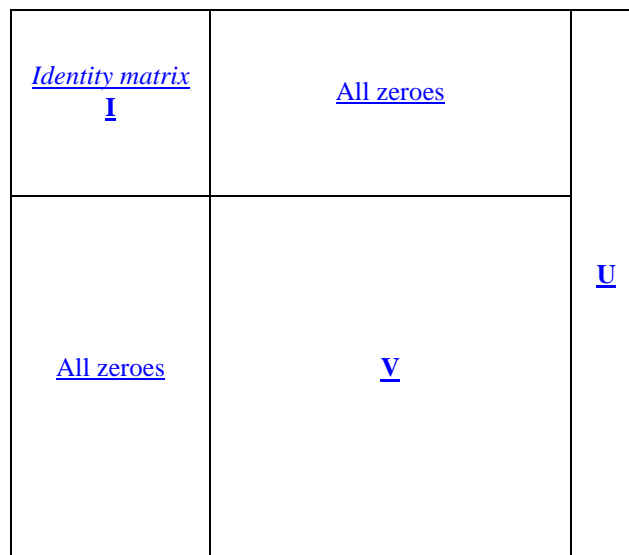 Identity matrix
I
All zeroes
U
All zeroes
V